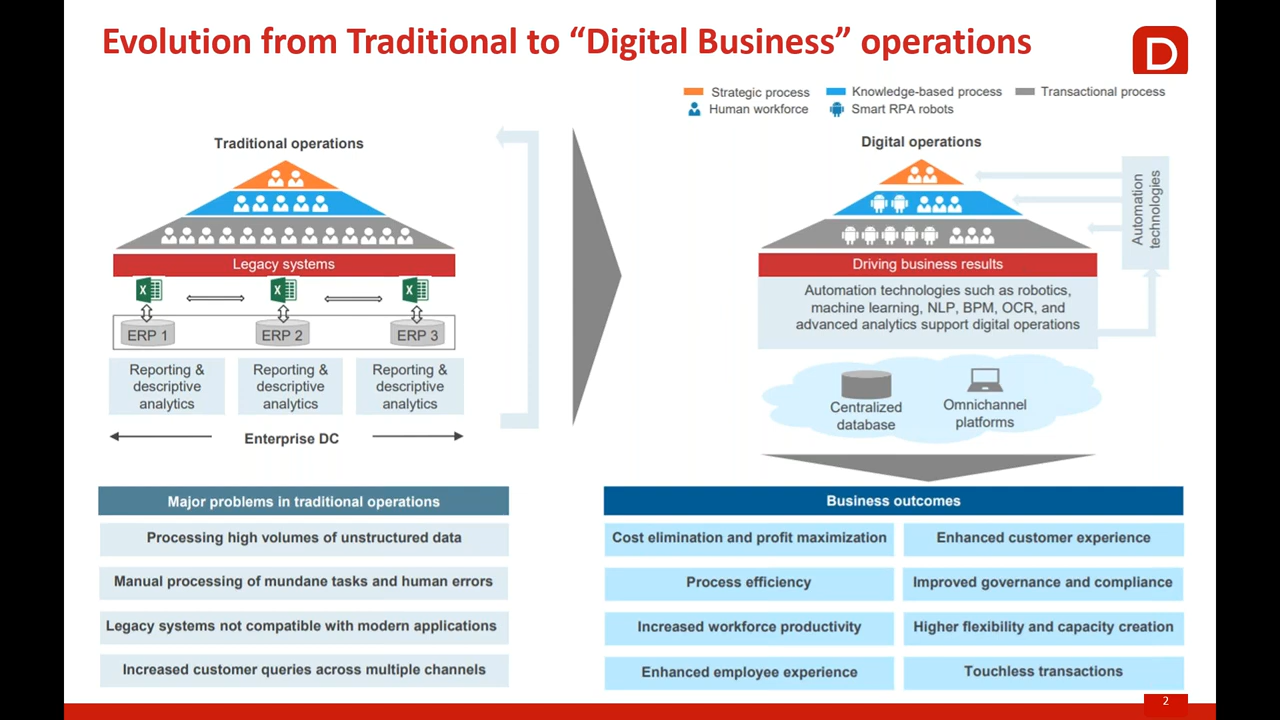 Evolution from Traditional to “Digital Business” operations
D
Strategic process
Knowledge-based process
Transactional process
Human workforce
Smart RPA robots
Traditional operations
Legacy systems
X
X
X
ERP 1
ERP 2
ERP 3
Reporting &
descriptive
analytics
Reporting &
descriptive
analytics
Reporting &
descriptive
analytics
Enterprise DC
Digital operations
Automation
technologies
Driving business results
Automation technologies such as robotics,
machine learning, NLP, BPM, OCR, and
advanced analytics support digital operations
Centralized
database
Omnichannel
platforms
Major problems in traditional operations
Processing high volumes of unstructured data
Manual processing of mundane tasks and human errors
Legacy systems not compatible with modern applications
Increased customer queries across multiple channels
Business outcomes
Cost elimination and profit maximization
Enhanced customer experience
Process efficiency
Improved governance and compliance
Increased workforce productivity
Higher flexibility and capacity creation
Enhanced employee experience
Touchless transactions
2